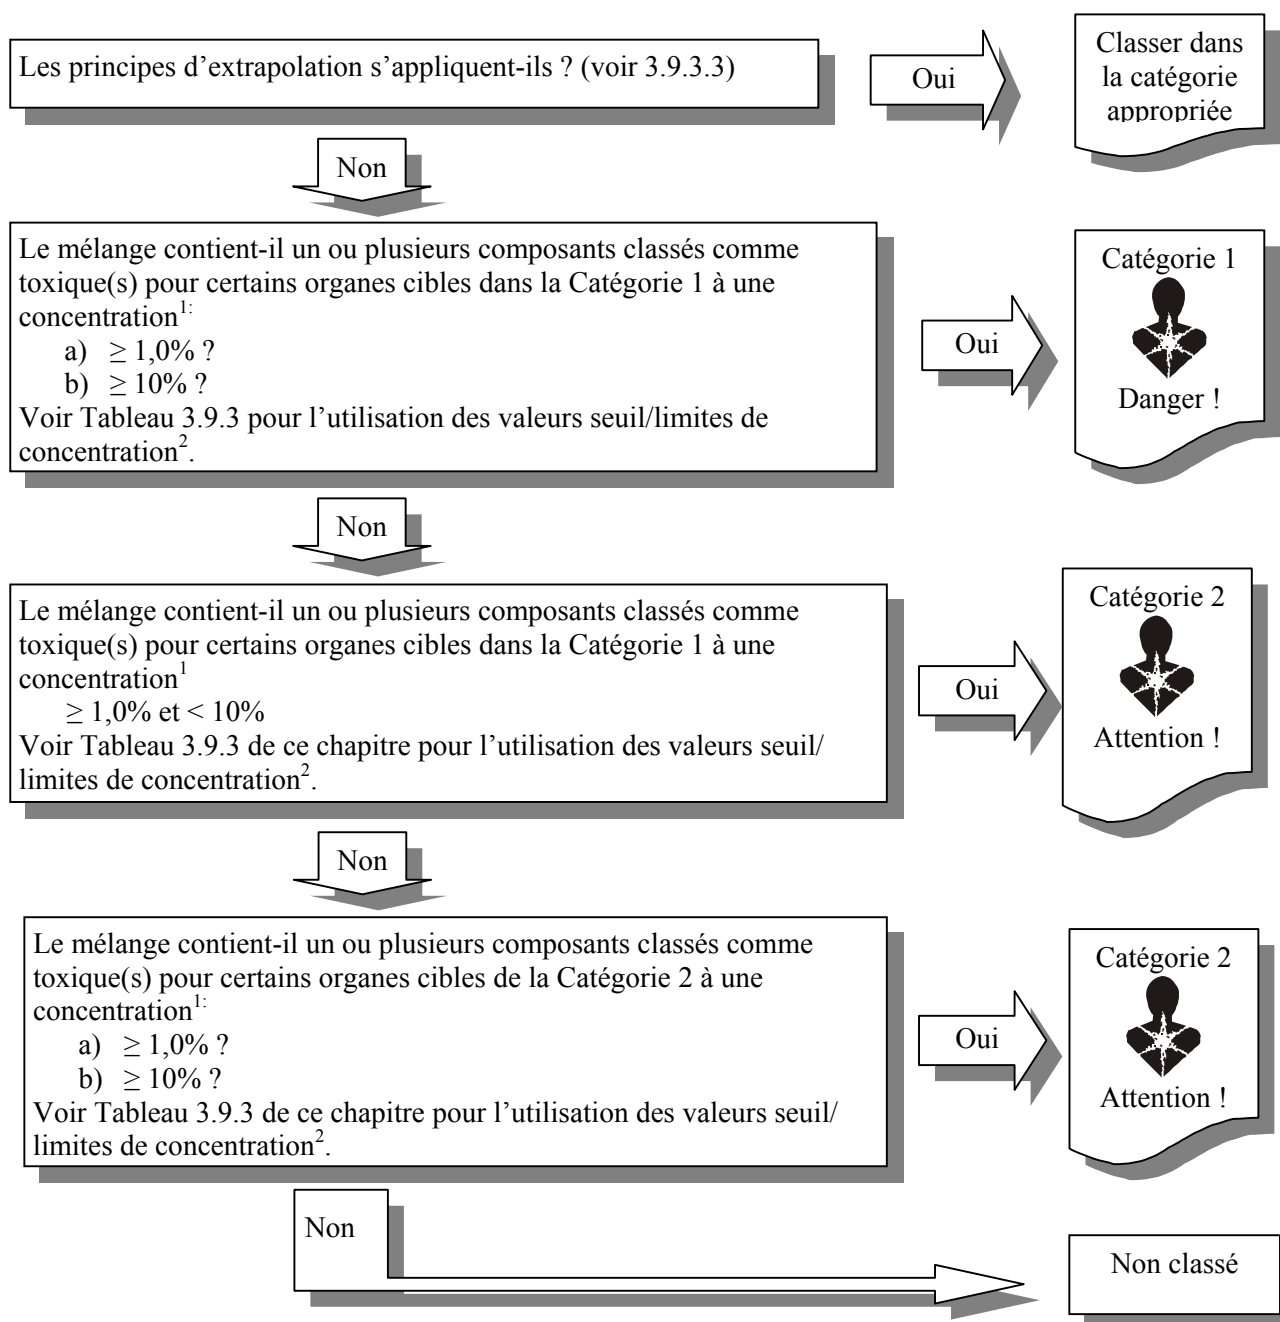 Les principes d'extrapolation s'appliquent-ils ? (voir 3.9.3.3)
Oui
Classer dans
la catégorie
appropriée
Non
Le mélange contient-il un ou plusieurs composants classés comme
toxique(s) pour certains organes cibles dans la Catégorie 1 à une
concentration1:
a) ≥ 1,0% ?
b) ≥ 10% ?
Voir Tableau 3.9.3 pour l'utilisation des valeurs seuil/limites de
concentration2.
Oui
Catégorie 1
Danger !
Non
Le mélange contient-il un ou plusieurs composants classés comme
toxique(s) pour certains organes cibles dans la Catégorie 1 à une
concentration1
≥ 1,0% et < 10%
Voir Tableau 3.9.3 de ce chapitre pour l'utilisation des valeurs seuil/
limites de concentration2.
Oui
Catégorie 2
Attention !
Non
Le mélange contient-il un ou plusieurs composants classés comme
toxique(s) pour certains organes cibles de la Catégorie 2 à une
concentration1:
a) ≥ 1,0% ?
b) ≥ 10% ?
Voir Tableau 3.9.3 de ce chapitre pour l'utilisation des valeurs seuil/
limites de concentration2.
Oui
Catégorie 2
Attention !
Non
Non classé